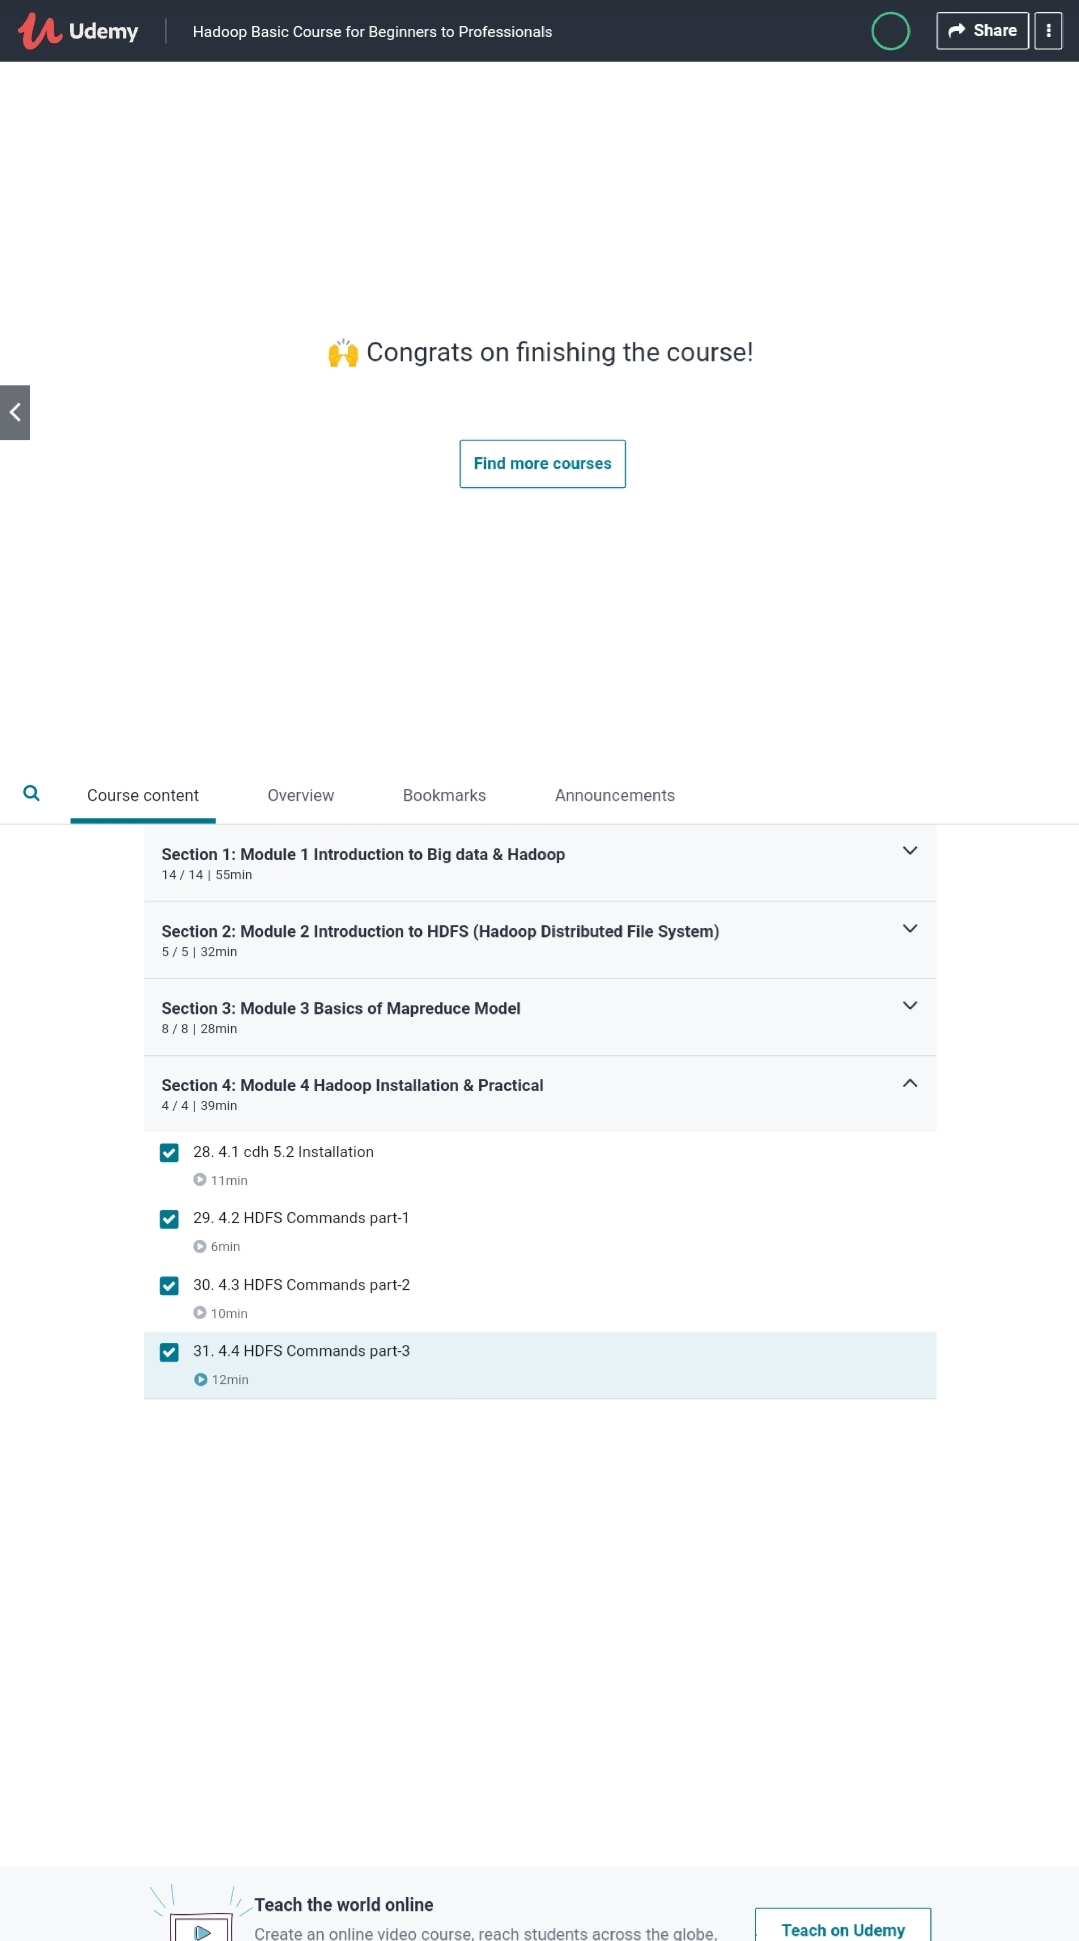 Udemy
Hadoop Basic Course for Beginners to Professionals
Share
Congrats on finishing the course!
Find more courses
Course content
Overview
Bookmarks
Announcements
Section 1: Module 1 Introduction to Big data & Hadoop
14 / 14 | 55min
Section 2: Module 2 Introduction to HDFS (Hadoop Distributed File System)
5 / 5 | 32min
Section 3: Module 3 Basics of Mapreduce Model
8 / 8 | 28min
Section 4: Module 4 Hadoop Installation & Practical
4 / 4 | 39min
28. 4.1 cdh 5.2 Installation
11min
29. 4.2 HDFS Commands part-1
6min
30. 4.3 HDFS Commands part-2
10min
31. 4.4 HDFS Commands part-3
12min
Teach the world online
Create an online video course, reach students across the globe,
Teach on Udemy